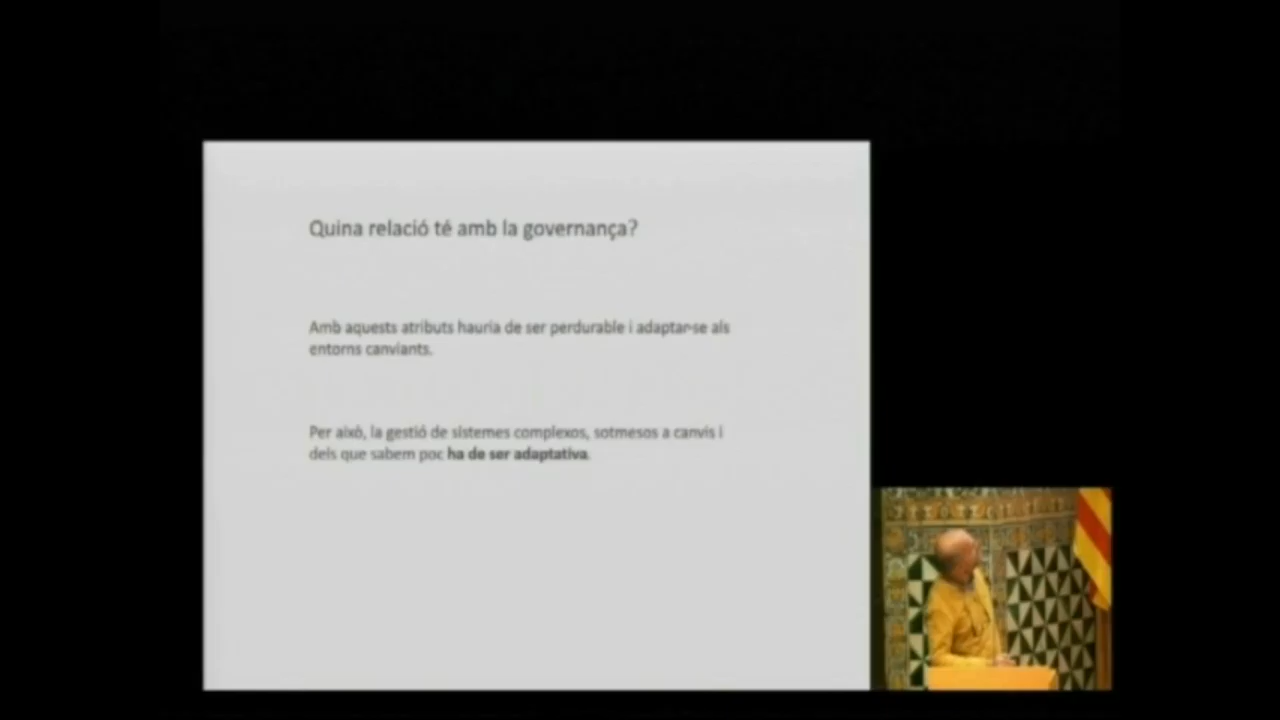 Quina relació té amb la governança?
Amb aquests atributs hauria de ser perdurable i adaptar-se als
entorns canviants.
Per això, la gestió de sistemes complexos, sotmesos a canvis i
dels que sabem poc ha de ser adaptativa.